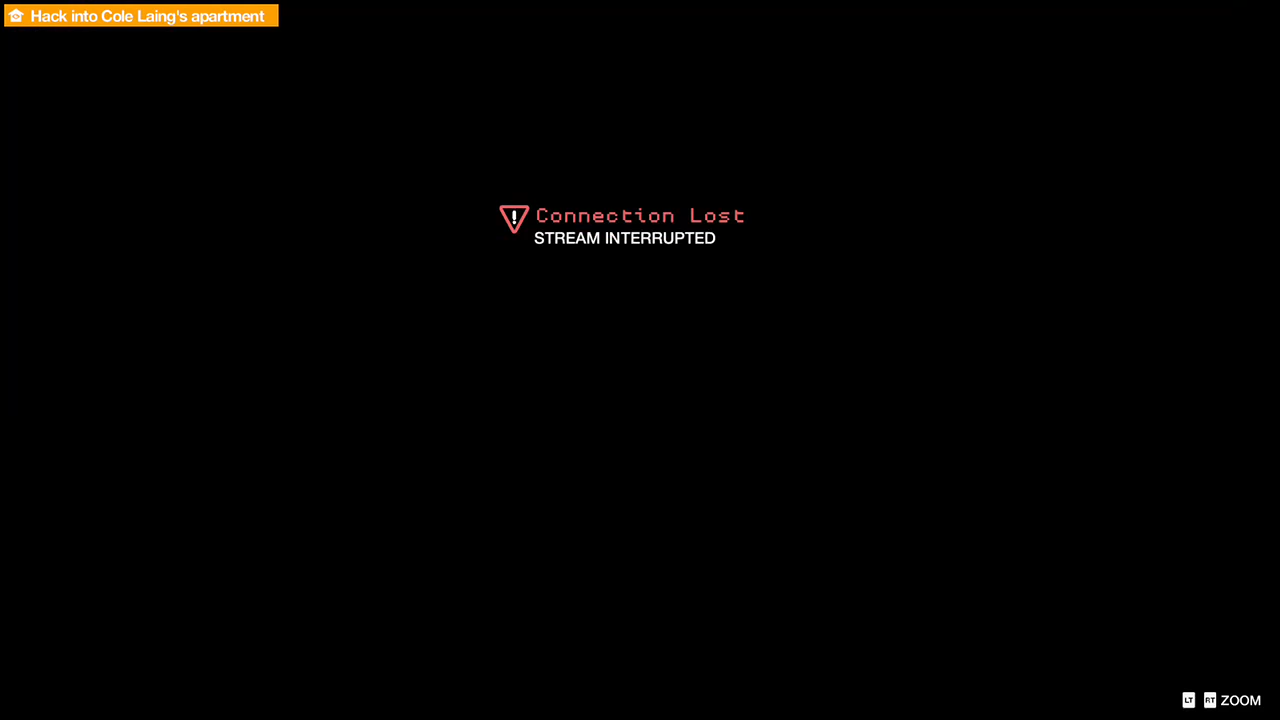 Hack into Cole Laing's apartment
Connection Lost
STREAM INTERRUPTED
LT RT ZOOM